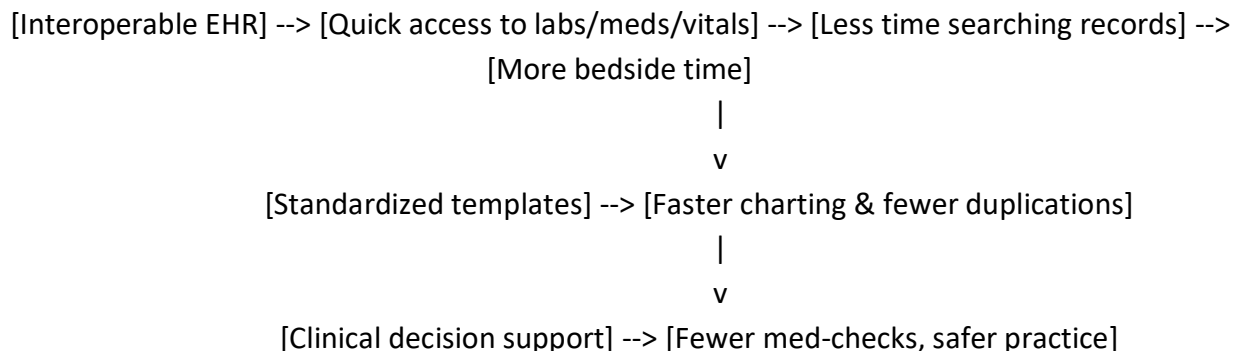 [Interoperable EHR] --> [Quick access to labs/meds/vitals] --> [Less time searching records] -->
[More bedside time]
|
v
[Standardized templates] --> [Faster charting & fewer duplications]
|
v
[Clinical decision support] --> [Fewer med-checks, safer practice]